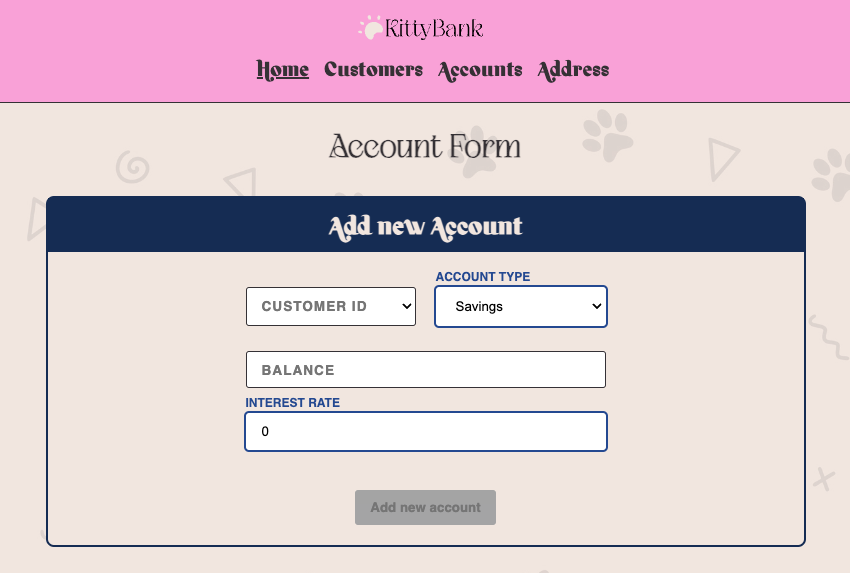 KittyBank
Home Customers Accounts Address
Account Form
Add new Account
ACCOUNT TYPE
CUSTOMER ID Savings
BALANCE
INTEREST RATE
0
Add new account